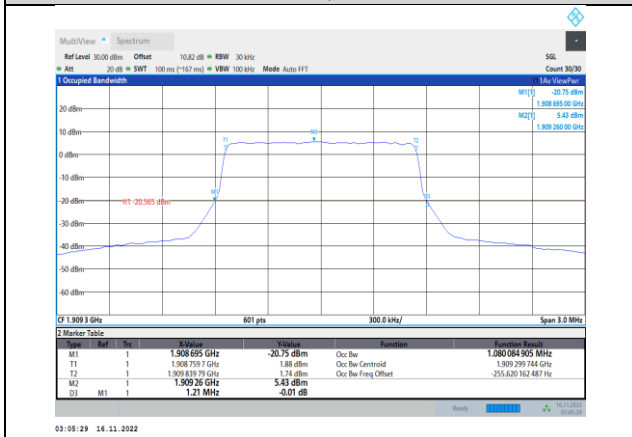 MultiView Spectrum
Ref Level 30.00 dBm Offset 10.82 dB RBW 30 kHz SGL
Att 20 dB SWT 100 ms (~167 ms) VBW 100 kHz Mode Auto FFT Count 30/30
1 Occupied Bandwidth 1Av ViewPwr
M1[1] -20.75 dBm
1.908 695 00 GHz
M2[1] 5.43 dBm
1.909 260 00 GHz
20 dBm
10 dBm
T1 M2 T2
0 dBm
-10 dBm
M1
-20 dBm H1 -20.565 dBm D3
-30 dBm
-40 dBm
-50 dBm
-60 dBm
CF 1.909 3 GHz 601 pts 300.0 kHz/ Span 3.0 MHz
2 Marker Table
Type Ref Trc X-Value Y-Value Function Function Result
M1 1 1.908 695 GHz -20.75 dBm Occ Bw 1.080 084 905 MHz
T1 1 1.908 759 7 GHz 1.88 dBm Occ Bw Centroid 1.909 299 744 GHz
T2 1 1.909 839 79 GHz 1.74 dBm Occ Bw Freq Offset -255.620 162 487 Hz
M2 1 1.909 26 GHz 5.43 dBm
D3 M1 1 1.21 MHz -0.01 dB
Ready 16.11.2022
03:05:29
03:05:29 16.11.2022